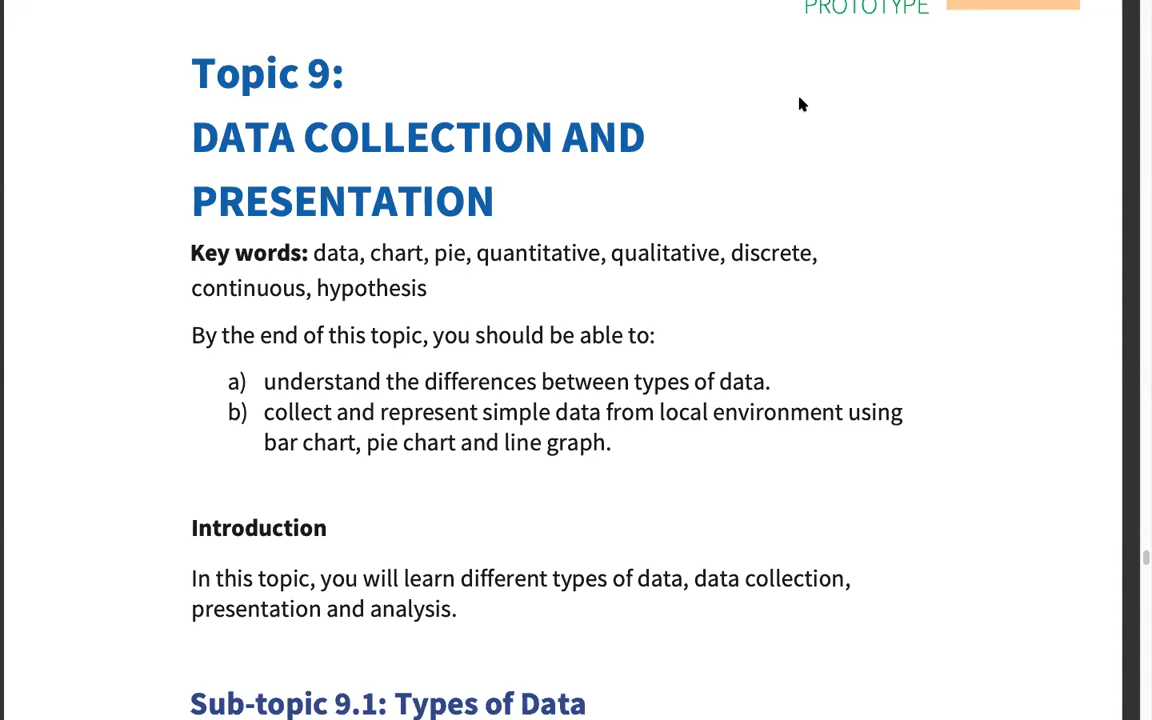 PROTOTYPE
Topic 9:
DATA COLLECTION AND
PRESENTATION
Key words: data, chart, pie, quantitative, qualitative, discrete,
continuous, hypothesis
By the end of this topic, you should be able to:
a) understand the differences between types of data.
b) collect and represent simple data from local environment using
bar chart, pie chart and line graph.
Introduction
In this topic, you will learn different types of data, data collection,
presentation and analysis.
Sub-topic 9.1: Types of Data